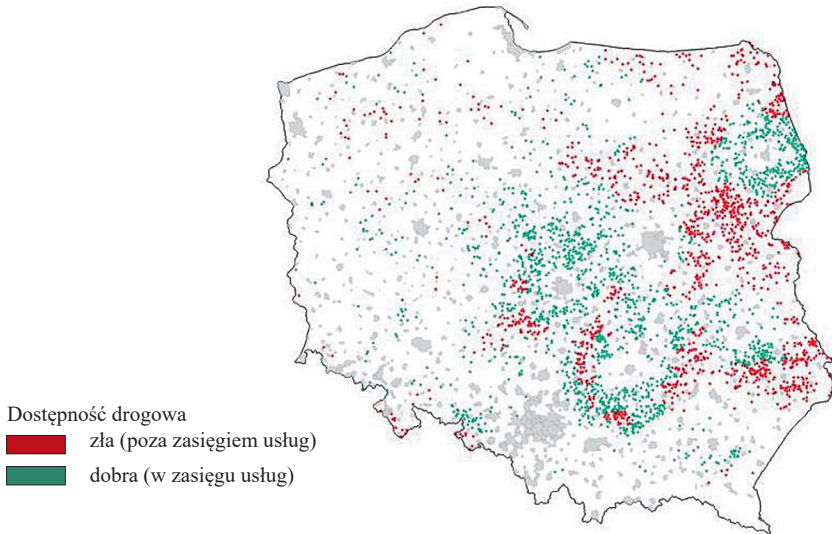 Dostępność drogowa
zła (poza zasięgiem usług)
dobra (w zasięgu usług)